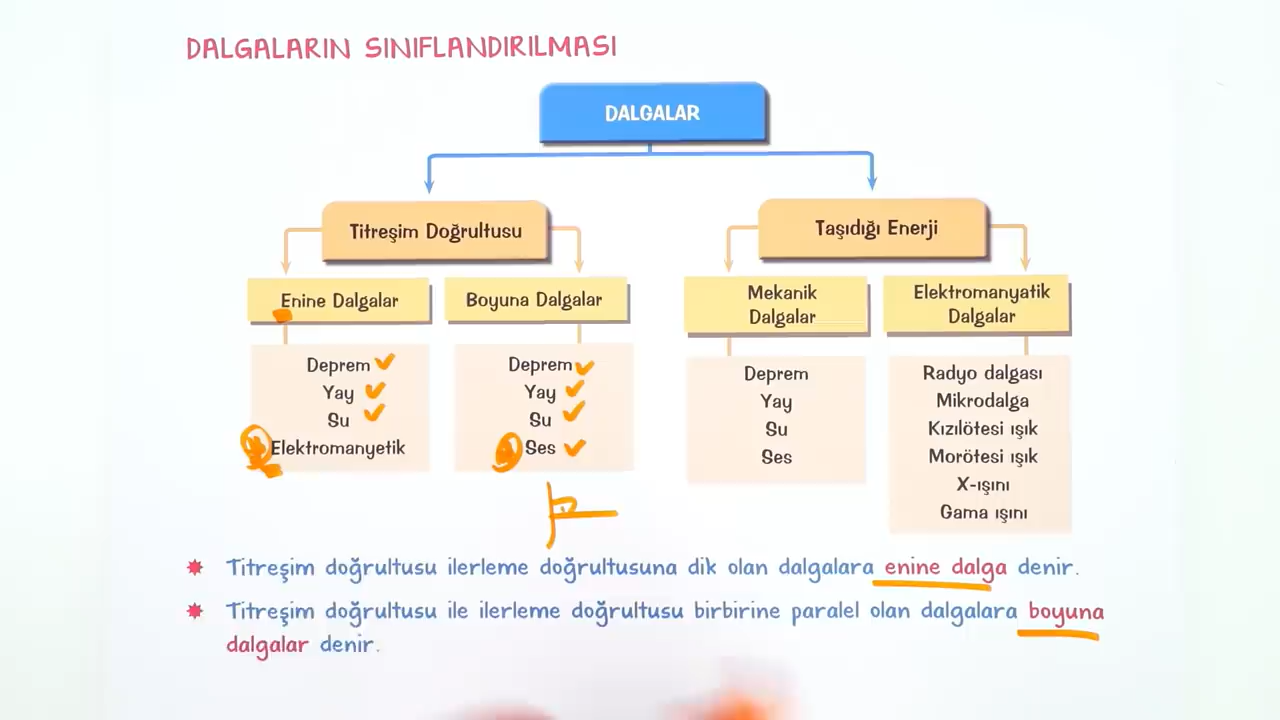 DALGALARIN SINIFLANDIRILMASI
DALGALAR
Titreşim Doğrultusu
Taşıdığı Enerji
Enine Dalgalar
Boyuna Dalgalar
Mekanik
Dalgalar
Elektromanyatik
Dalgalar
Deprem
Yay
Su
Elektromanyetik
Deprem
Yay
Su
Ses
Deprem
Yay
Su
Ses
Radyo dalgası
Mikrodalga
Kızılötesi ışık
Morötesi ışık
X-ışını
Gama ışını
Titreşim doğrultusu ilerleme doğrultusuna dik olan dalgalara enine dalga denir.
Titreşim doğrultusu ile ilerleme doğrultusu birbirine paralel olan dalgalara boyuna
dalgalar denir.